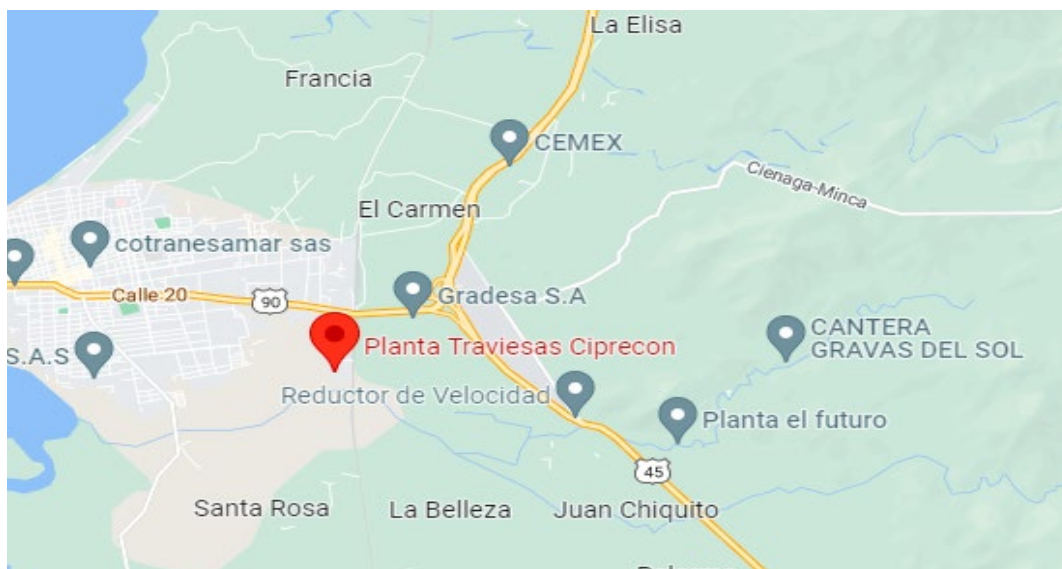 La Elisa
Francia
CEMEX
Cienaga-Minca
El Carmen
cotranesamar sas
Calle 20
90
Gradesa S.A
CANTERA
GRAVAS DEL SOL
S.A.S
Planta Traviesas Ciprecon
Reductor de Velocidad
Planta el futuro
45
Santa Rosa
La Belleza
Juan Chiquito